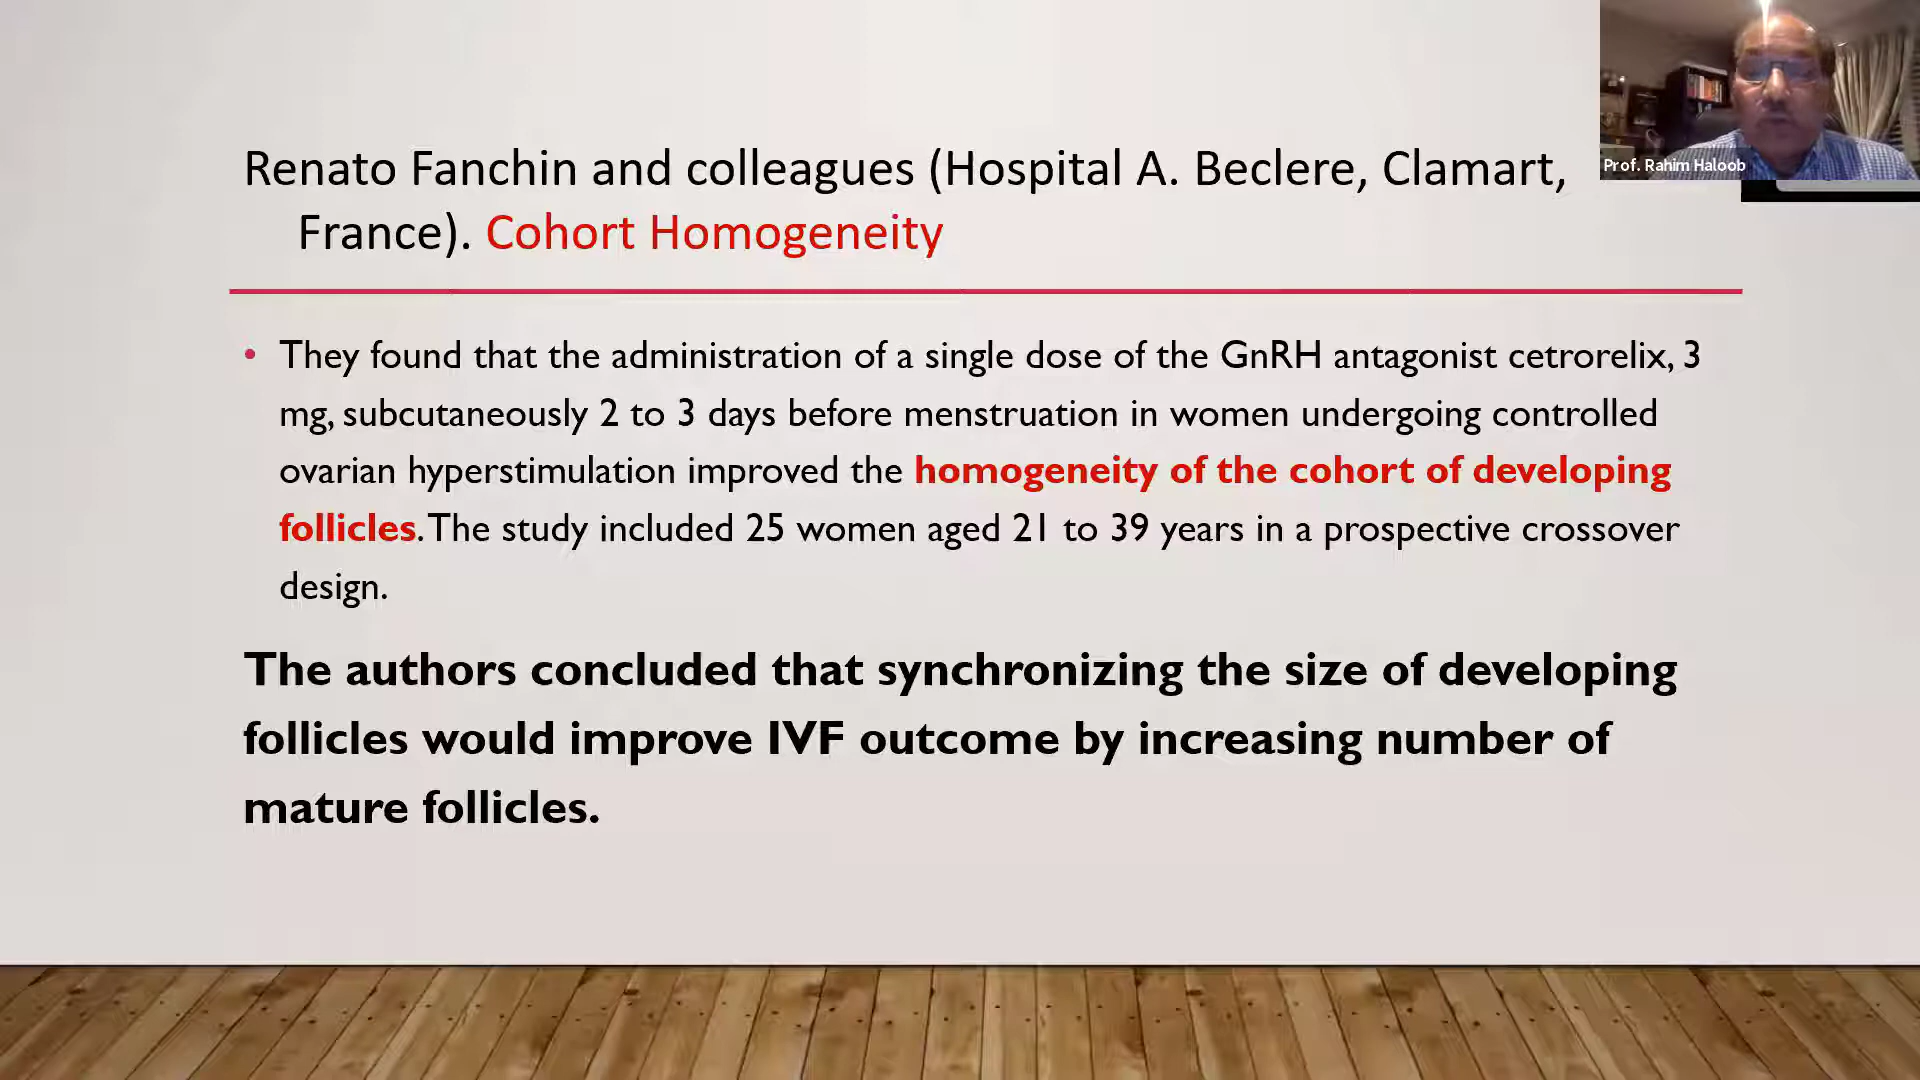 Prof. Rahim Haloob
Renato Fanchin and colleagues (Hospital A. Beclere, Clamart,
France). Cohort Homogeneity
• They found that the administration of a single dose of the GnRH antagonist cetrorelix, 3
mg, subcutaneously 2 to 3 days before menstruation in women undergoing controlled
ovarian hyperstimulation improved the homogeneity of the cohort of developing
follicles. The study included 25 women aged 21 to 39 years in a prospective crossover
design.
The authors concluded that synchronizing the size of developing
follicles would improve IVF outcome by increasing number of
mature follicles.